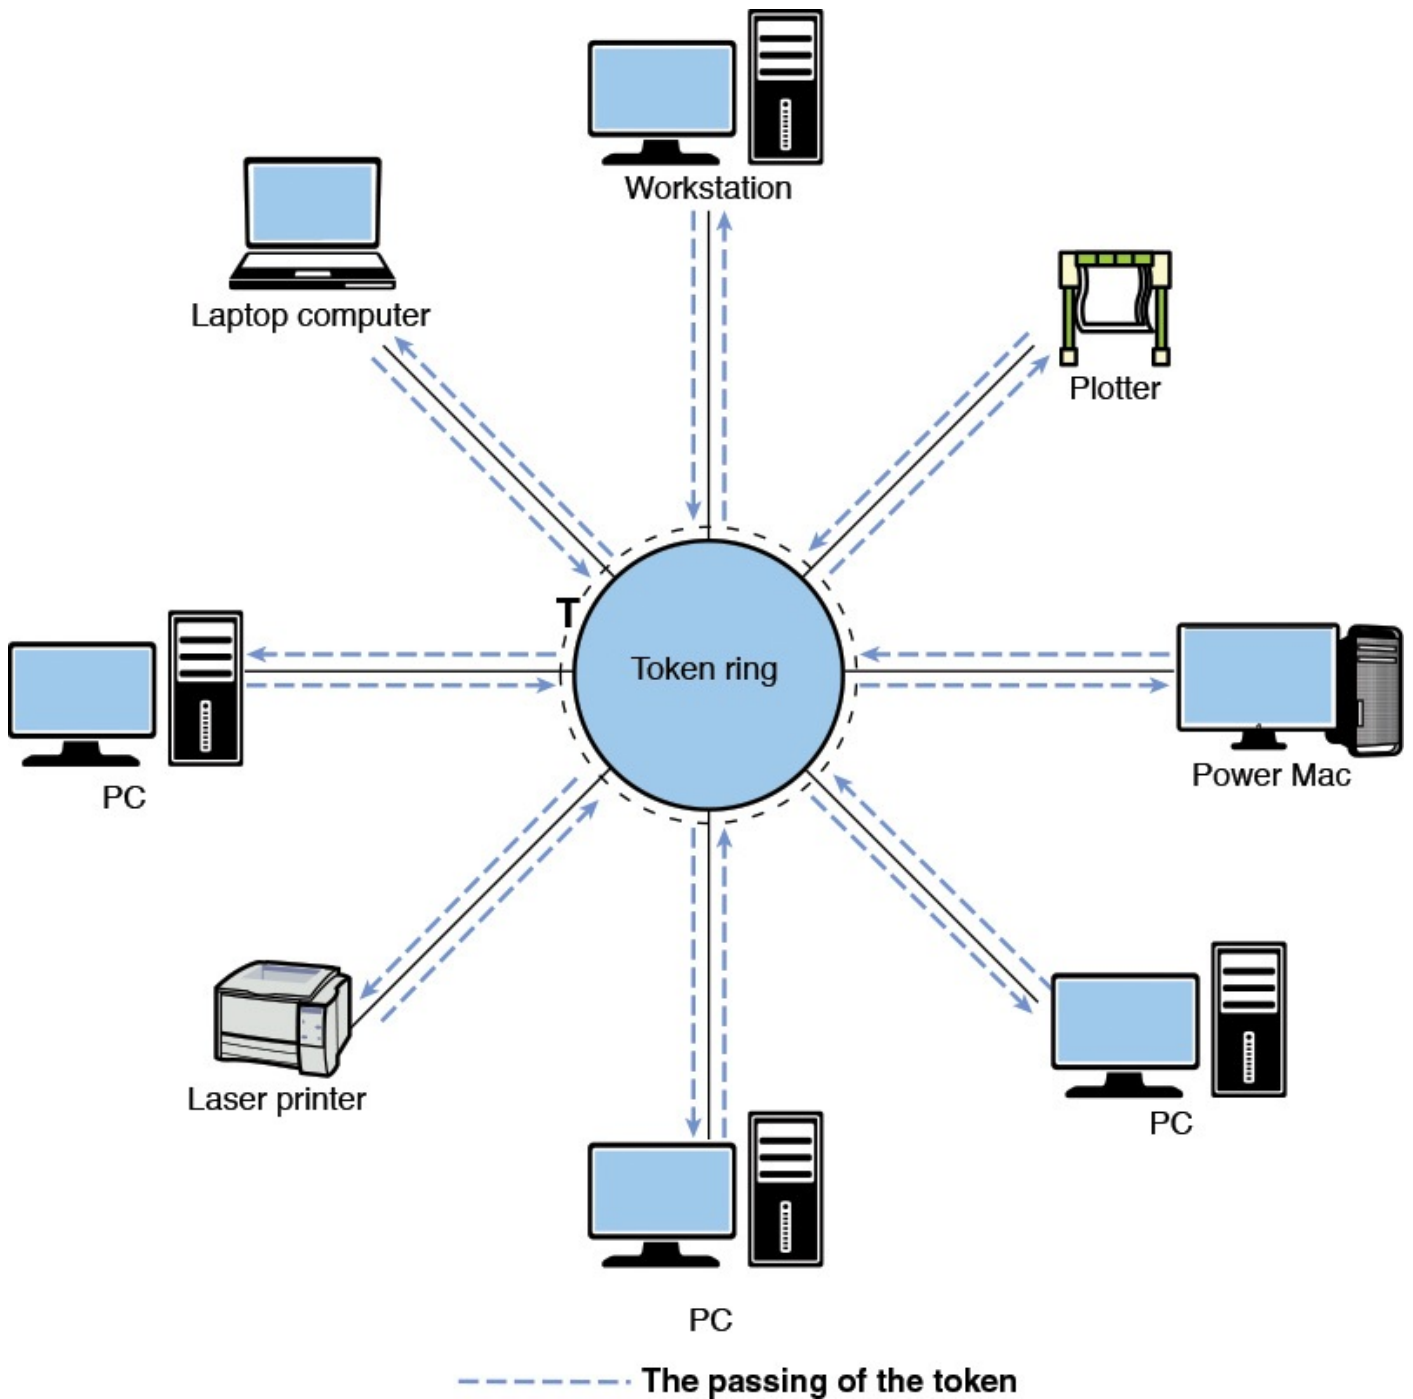 Workstation
Laptop computer
Plotter
T
Token ring
Power Mac
PC
Laser printer
PC
PC
The passing of the token